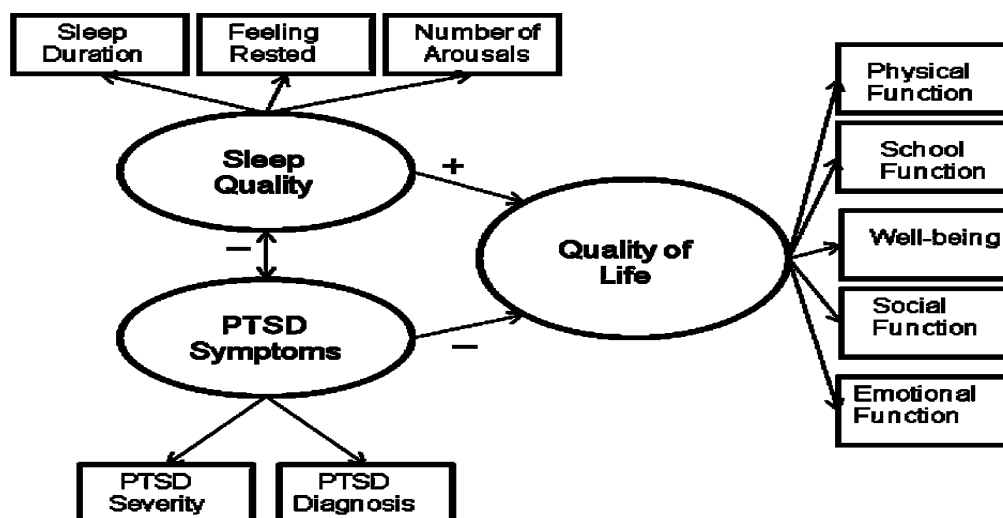 Sleep
Duration
Feeling
Rested
Number of
Arousals
Sleep
Quality
+
Physical
Function
School
Function
Quality of
Life
Well-being
–
PTSD
Symptoms
–
Social
Function
Emotional
Function
PTSD
Severity
PTSD
Diagnosis